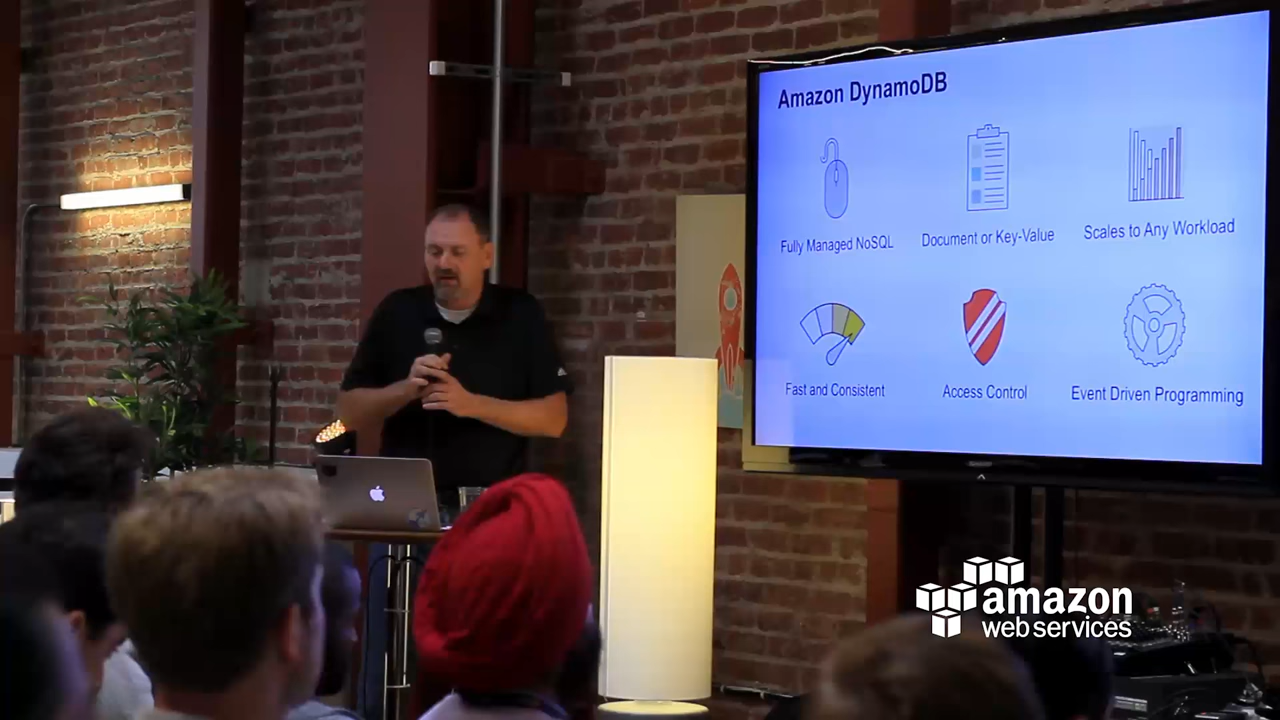 Amazon DynamoDB
Fully Managed NoSQL
Document or Key-Value
Scales to Any Workload
Fast and Consistent
Access Control
Event Driven Programming
amazon
web services